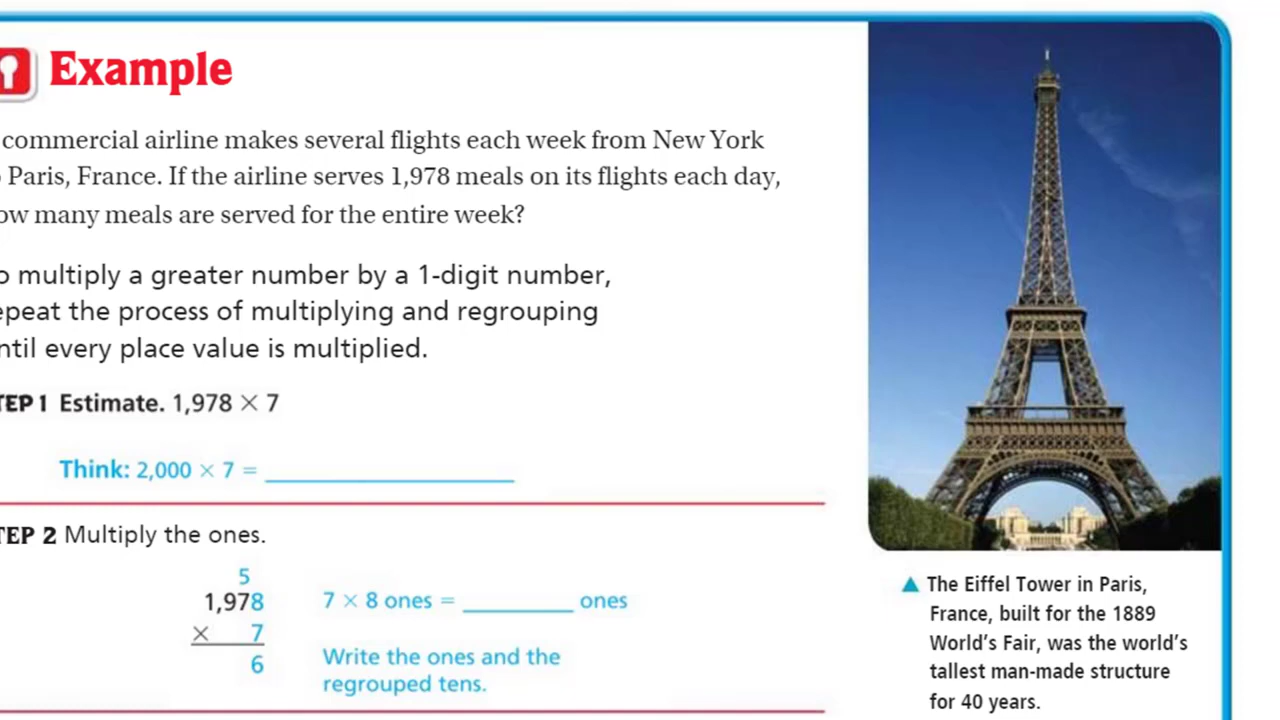 Example
commercial airline makes several flights each week from New York
Paris, France. If the airline serves 1,978 meals on its flights each day,
ow many meals are served for the entire week?
o multiply a greater number by a 1-digit number,
epeat the process of multiplying and regrouping
ntil every place value is multiplied.
TEP 1 Estimate. 1,978 × 7
Think: 2,000 × 7 = ____________
TEP 2 Multiply the ones.
5
1,978
× 7
6
7 × 8 ones = ________ ones
Write the ones and the
regrouped tens.
▲ The Eiffel Tower in Paris,
France, built for the 1889
World's Fair, was the world's
tallest man-made structure
for 40 years.